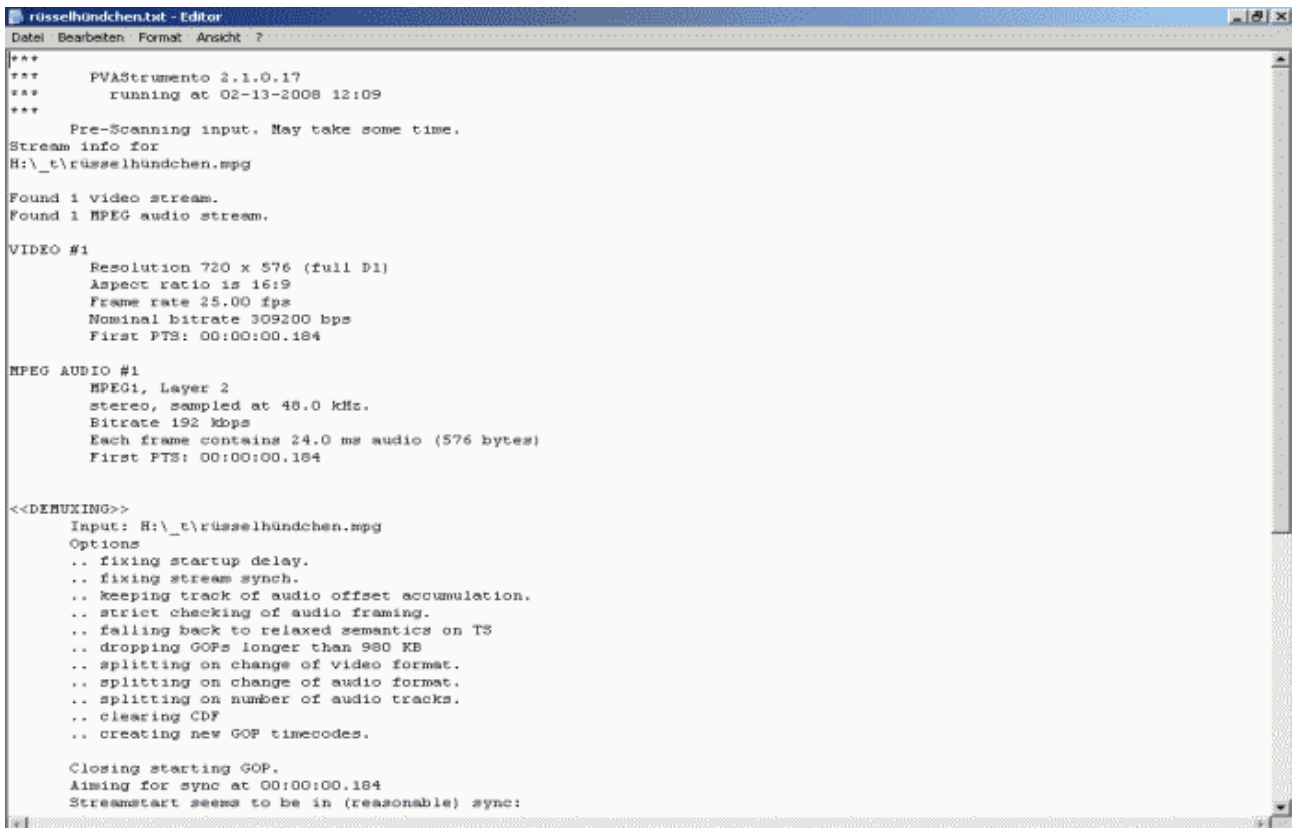 rüsselhündchen.txt - Editor
Datei Bearbeiten Format Ansicht ?
***
*** PVAStrumento 2.1.0.17
*** running at 02-13-2008 12:09
***
Pre-Scanning input. May take some time.
Stream info for
H:\_t\rüsselhündchen.mpg
Found 1 video stream.
Found 1 MPEG audio stream.
VIDEO #1
Resolution 720 x 576 (full D1)
Aspect ratio is 16:9
Frame rate 25.00 fps
Nominal bitrate 309200 bps
First PTS: 00:00:00.184
MPEG AUDIO #1
MPEG1, Layer 2
stereo, sampled at 48.0 kHz.
Bitrate 192 kbps
Each frame contains 24.0 ms audio (576 bytes)
First PTS: 00:00:00.184
<<DEMUXING>>
Input: H:\_t\rüsselhündchen.mpg
Options
.. fixing startup delay.
.. fixing stream synch.
.. keeping track of audio offset accumulation.
.. strict checking of audio framing.
.. falling back to relaxed semantics on TS
.. dropping GOPs longer than 980 KB
.. splitting on change of video format.
.. splitting on change of audio format.
.. splitting on number of audio tracks.
.. clearing CDF
.. creating new GOP timecodes.
Closing starting GOP.
Aiming for sync at 00:00:00.184
Streamstart seems to be in (reasonable) sync: